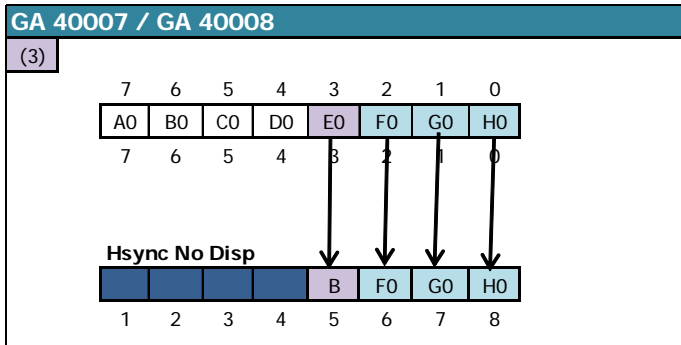 GA 40007 / GA 40008
(3)
7 6 5 4 3 2 1 0
A0 B0 C0 D0 E0 F0 G0 H0
7 6 5 4 3 2 1 0
Hsync No Disp
B F0 G0 H0
1 2 3 4 5 6 7 8